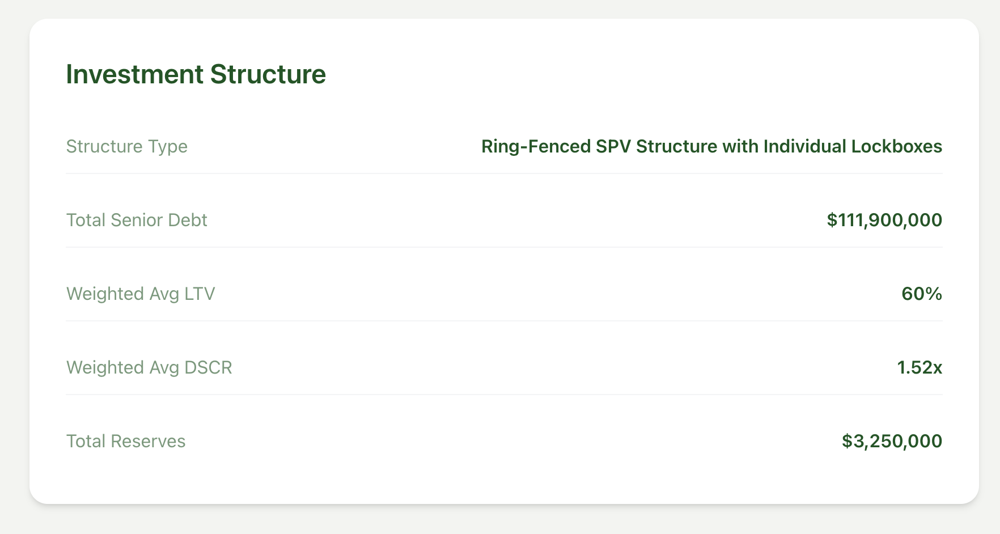 Investment Structure
Structure Type Ring-Fenced SPV Structure with Individual Lockboxes
Total Senior Debt $111,900,000
Weighted Avg LTV 60%
Weighted Avg DSCR 1.52x
Total Reserves $3,250,000